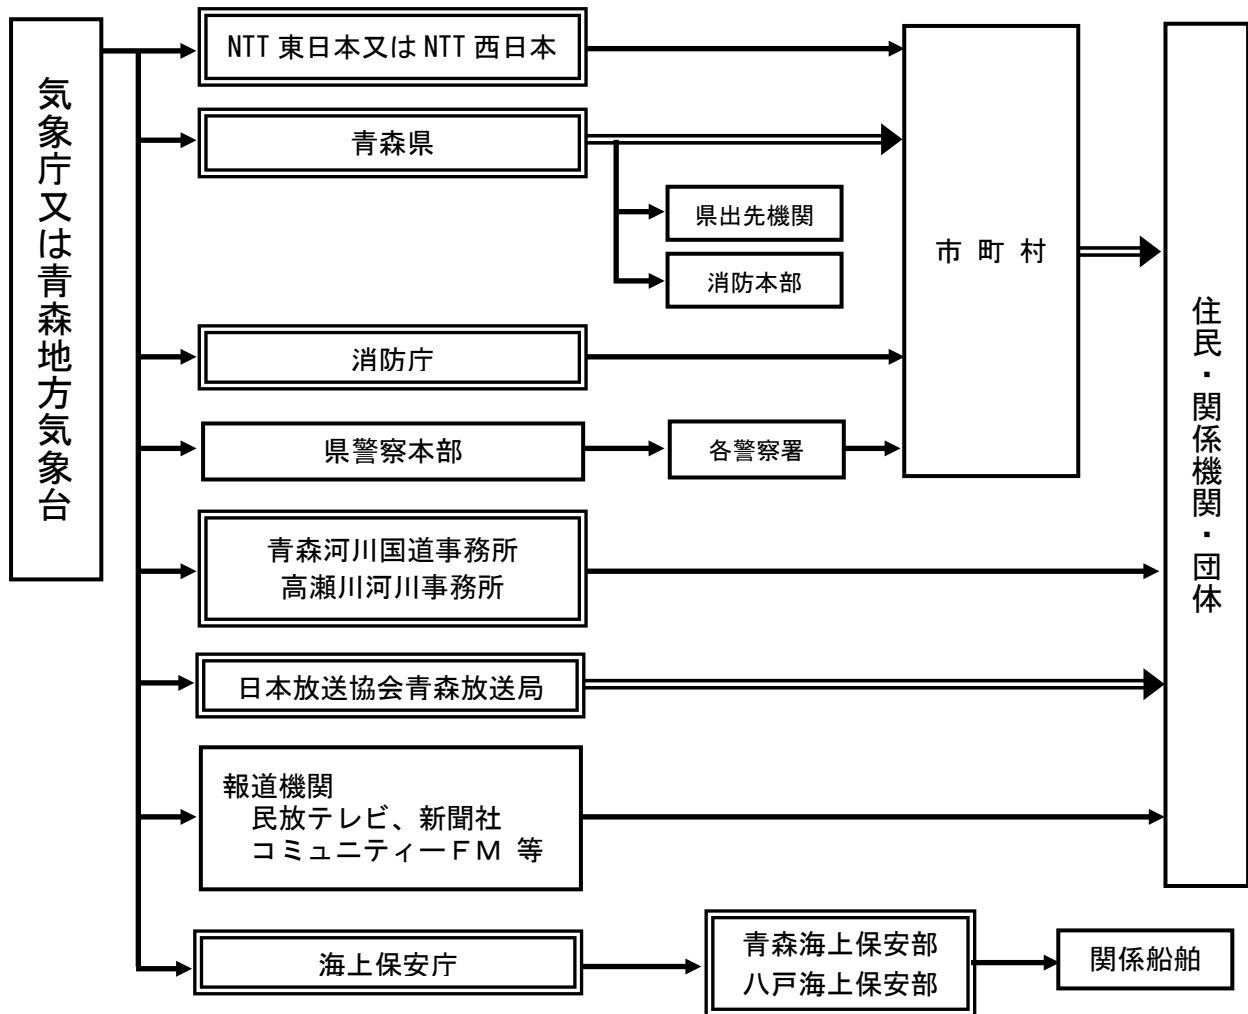 気象庁又は青森地方気象台
NTT 東日本又は NTT 西日本
青森県
県出先機関
消防本部
市 町 村
消防庁
県警察本部
各警察署
青森河川国道事務所
高瀬川河川事務所
日本放送協会青森放送局
報道機関
民放テレビ、新聞社
コミュニティーFM 等
海上保安庁
青森海上保安部
八戸海上保安部
関係船舶
住民・関係機関・団体